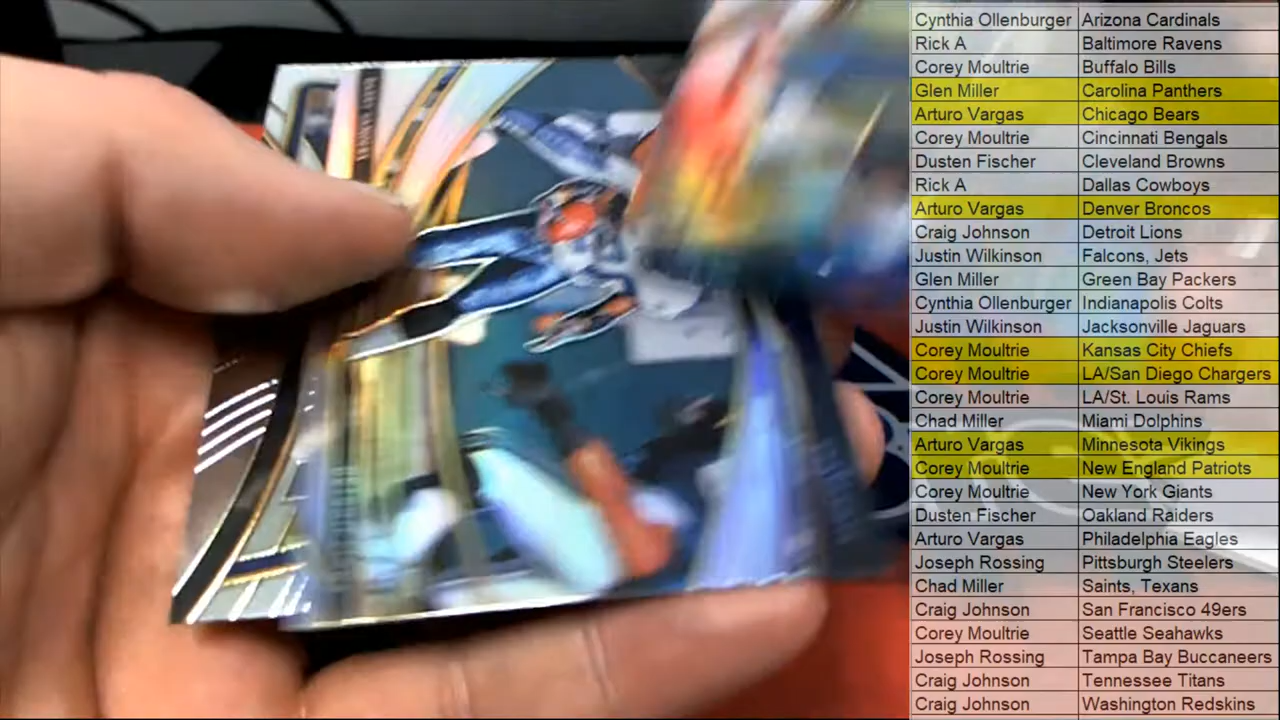 Cynthia Ollenburger Arizona Cardinals
Rick A Baltimore Ravens
Corey Moultrie Buffalo Bills
Glen Miller Carolina Panthers
Arturo Vargas Chicago Bears
Corey Moultrie Cincinnati Bengals
Dusten Fischer Cleveland Browns
Rick A Dallas Cowboys
Arturo Vargas Denver Broncos
Craig Johnson Detroit Lions
Justin Wilkinson Falcons, Jets
Glen Miller Green Bay Packers
Cynthia Ollenburger Indianapolis Colts
Justin Wilkinson Jacksonville Jaguars
Corey Moultrie Kansas City Chiefs
Corey Moultrie LA/San Diego Chargers
Corey Moultrie LA/St. Louis Rams
Chad Miller Miami Dolphins
Arturo Vargas Minnesota Vikings
Corey Moultrie New England Patriots
Corey Moultrie New York Giants
Dusten Fischer Oakland Raiders
Arturo Vargas Philadelphia Eagles
Joseph Rossing Pittsburgh Steelers
Chad Miller Saints, Texans
Craig Johnson San Francisco 49ers
Corey Moultrie Seattle Seahawks
Joseph Rossing Tampa Bay Buccaneers
Craig Johnson Tennessee Titans
Craig Johnson Washington Redskins